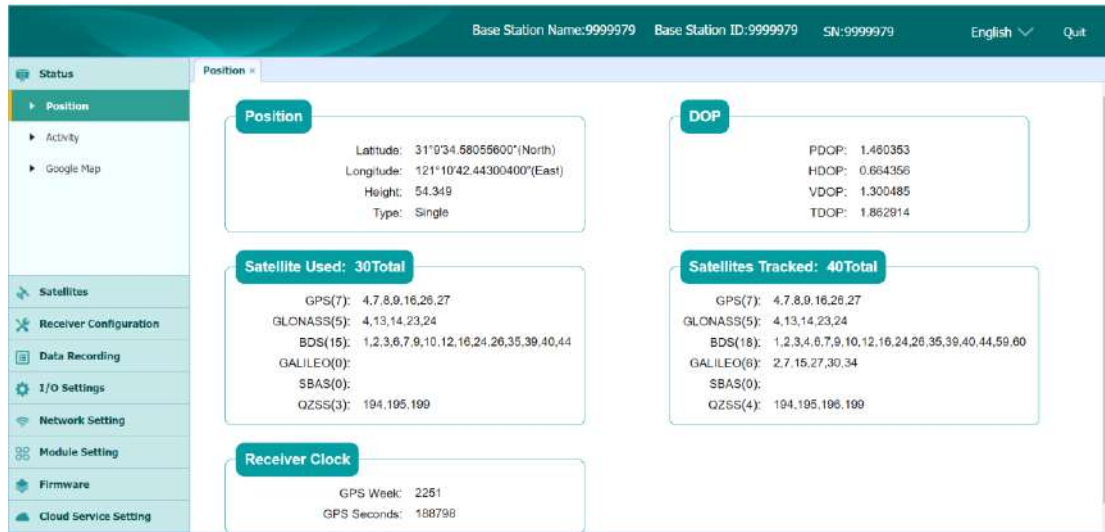 Base Station Name:9999979 Base Station ID:9999979 SN:9999979 English Quit
Status
Position
Activity
Google Map
Satellites
Receiver Configuration
Data Recording
I/O Settings
Network Setting
Module Setting
Firmware
Cloud Service Setting
Position ×
Position
Latitude: 31°9'34.58055600"(North)
Longitude: 121°10'42.44300400"(East)
Height: 54.349
Type: Single
DOP
PDOP: 1.460353
HDOP: 0.664356
VDOP: 1.300485
TDOP: 1.862914
Satellite Used: 30Total
GPS(7): 4,7,8,9,16,26,27
GLONASS(5): 4,13,14,23,24
BDS(15): 1,2,3,6,7,9,10,12,16,24,26,35,39,40,44
GALILEO(0):
SBAS(0):
QZSS(3): 194,195,199
Satellites Tracked: 40Total
GPS(7): 4,7,8,9,16,26,27
GLONASS(5): 4,13,14,23,24
BDS(18): 1,2,3,4,6,7,9,10,12,16,24,26,35,39,40,44,59,60
GALILEO(6): 2,7,15,27,30,34
SBAS(0):
QZSS(4): 194,195,196,199
Receiver Clock
GPS Week: 2251
GPS Seconds: 188798